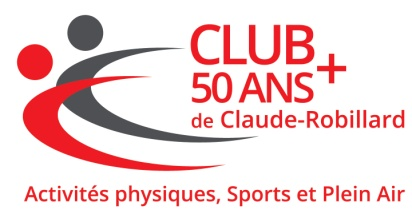 CLUB
50 ANS+
de Claude-Robillard
Activités physiques, Sports et Plein Air